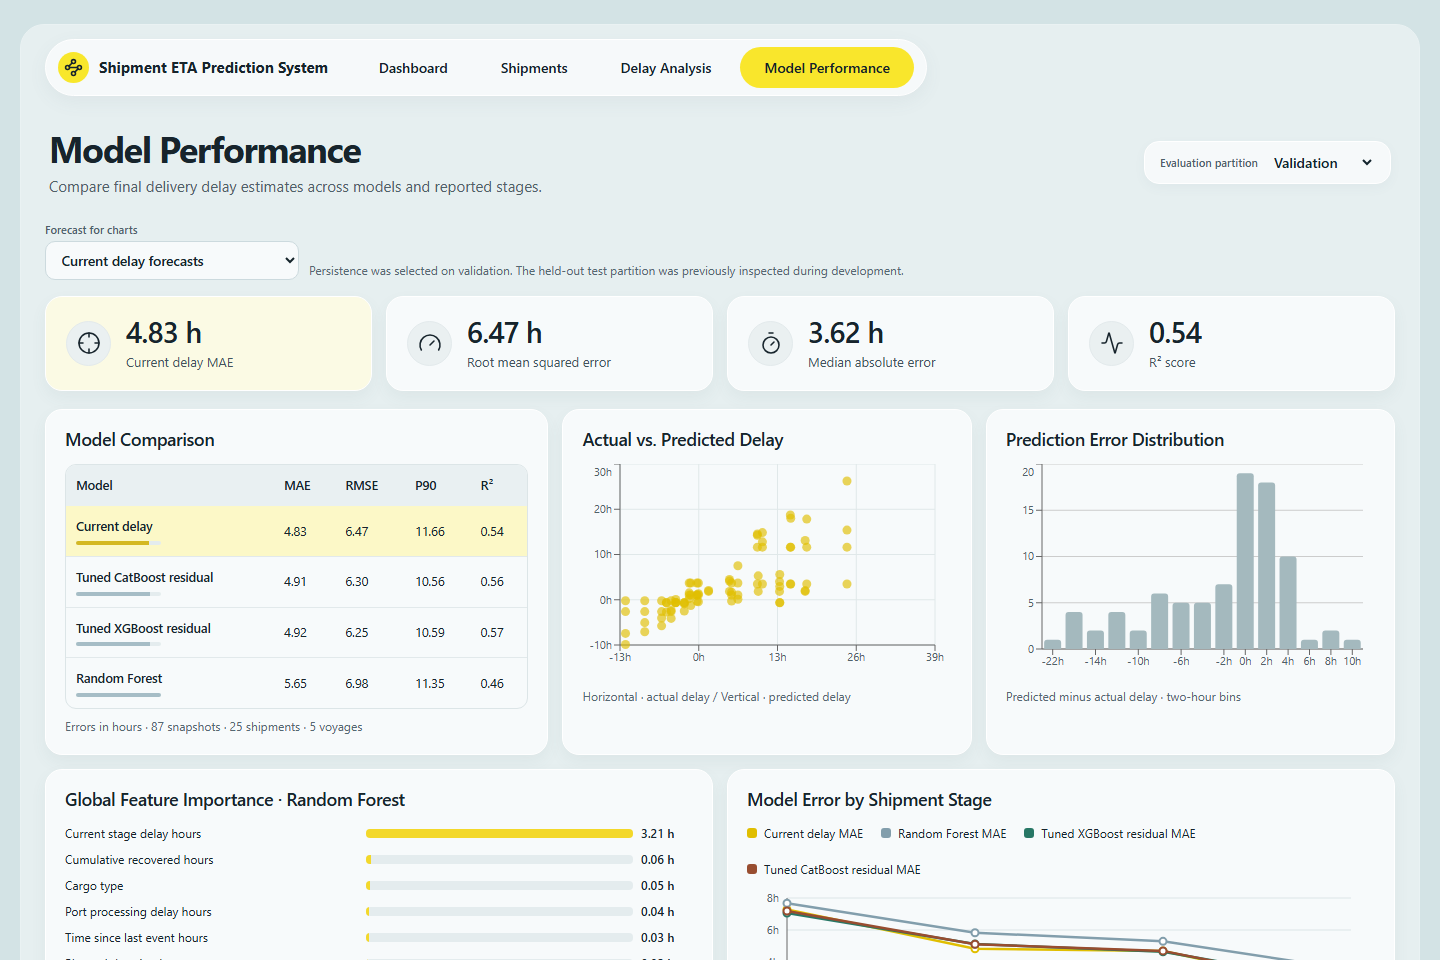 Shipment ETA Prediction System
Dashboard
Shipments
Delay Analysis
Model Performance
Model Performance
Compare final delivery delay estimates across models and reported stages.
Evaluation partition Validation
Forecast for charts
Current delay forecasts
Persistence was selected on validation. The held-out test partition was previously inspected during development.
4.83 h
Current delay MAE
6.47 h
Root mean squared error
3.62 h
Median absolute error
0.54
R² score
Model Comparison
Model MAE RMSE P90 R²
Current delay 4.83 6.47 11.66 0.54
Tuned CatBoost residual 4.91 6.30 10.56 0.56
Tuned XGBoost residual 4.92 6.25 10.59 0.57
Random Forest 5.65 6.98 11.35 0.46
Errors in hours · 87 snapshots · 25 shipments · 5 voyages
Actual vs. Predicted Delay
30h
20h
10h
0h
-10h
-13h 0h 13h 26h 39h
Horizontal · actual delay / Vertical · predicted delay
Prediction Error Distribution
20
15
10
5
0
-22h -14h -10h -6h -2h 0h 2h 4h 6h 8h 10h
Predicted minus actual delay · two-hour bins
Global Feature Importance · Random Forest
Current stage delay hours 3.21 h
Cumulative recovered hours 0.06 h
Cargo type 0.05 h
Port processing delay hours 0.04 h
Time since last event hours 0.03 h
Model Error by Shipment Stage
Current delay MAE Random Forest MAE Tuned XGBoost residual MAE
Tuned CatBoost residual MAE
8h
6h